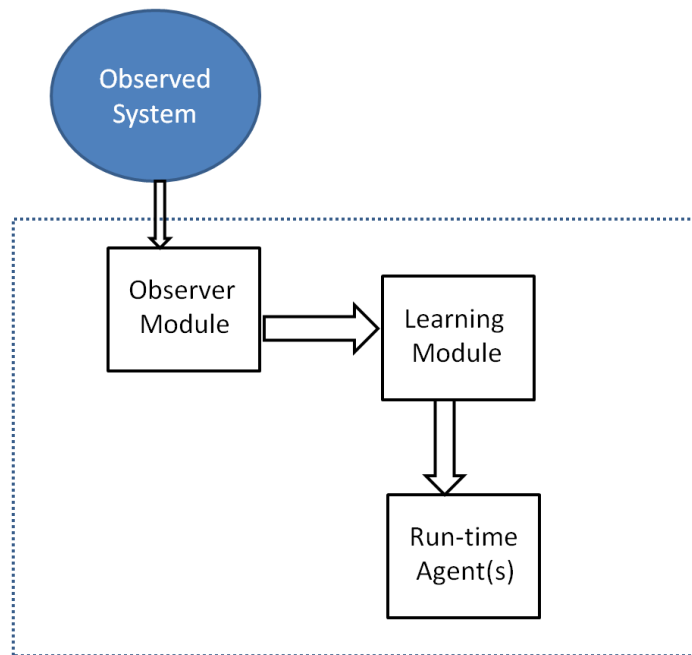 Observed
System
Observer
Module
Learning
Module
Run-time
Agent(s)